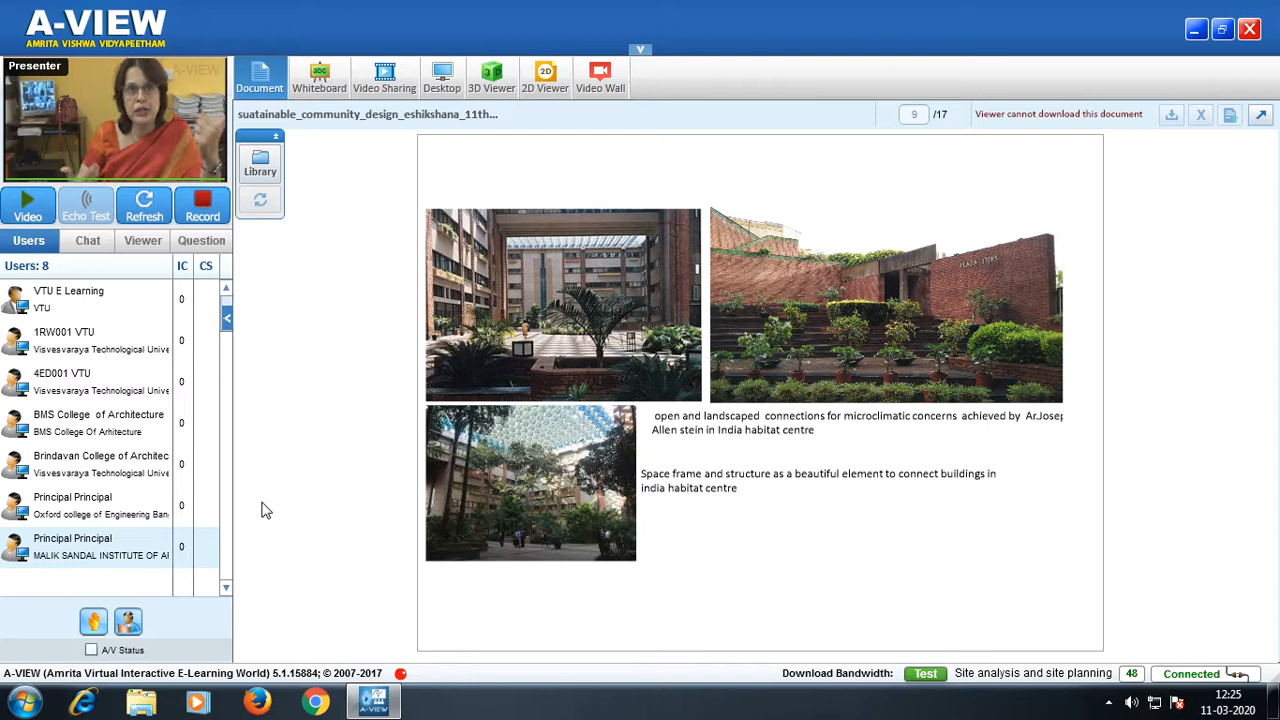 A-VIEW
AMRITA VISHWA VIDYAPEETHAM
Presenter
A-VIEW
Document
Whiteboard
Video Sharing
Desktop
3D Viewer
2D Viewer
Video Wall
suatainable_community_design_eshikshana_11th...
9 /17
Viewer cannot download this document
Library
Video
Echo Test
Refresh
Record
Users Chat Viewer Question
Users: 8 IC CS
VTU E Learning
VTU
0
1RW001 VTU
Visvesvaraya Technological Unive
0
4ED001 VTU
Visvesvaraya Technological Unive
0
BMS College of Architecture
BMS College Of Arhitecture
0
Brindavan College of Architec
Visvesvaraya Technological Unive
0
Principal Principal
Oxford college of Engineering Ban
0
Principal Principal
MALIK SANDAL INSTITUTE OF AR
0
PLAZA STEPS
open and landscaped connections for microclimatic concerns achieved by Ar.Josep
Allen stein in India habitat centre
Space frame and structure as a beautiful element to connect buildings in
india habitat centre
A/V Status
A-VIEW (Amrita Virtual Interactive E-Learning World) 5.1.15884; © 2007-2017
Download Bandwidth: Test Site analysis and site planning 48 Connected
12:25
11-03-2020